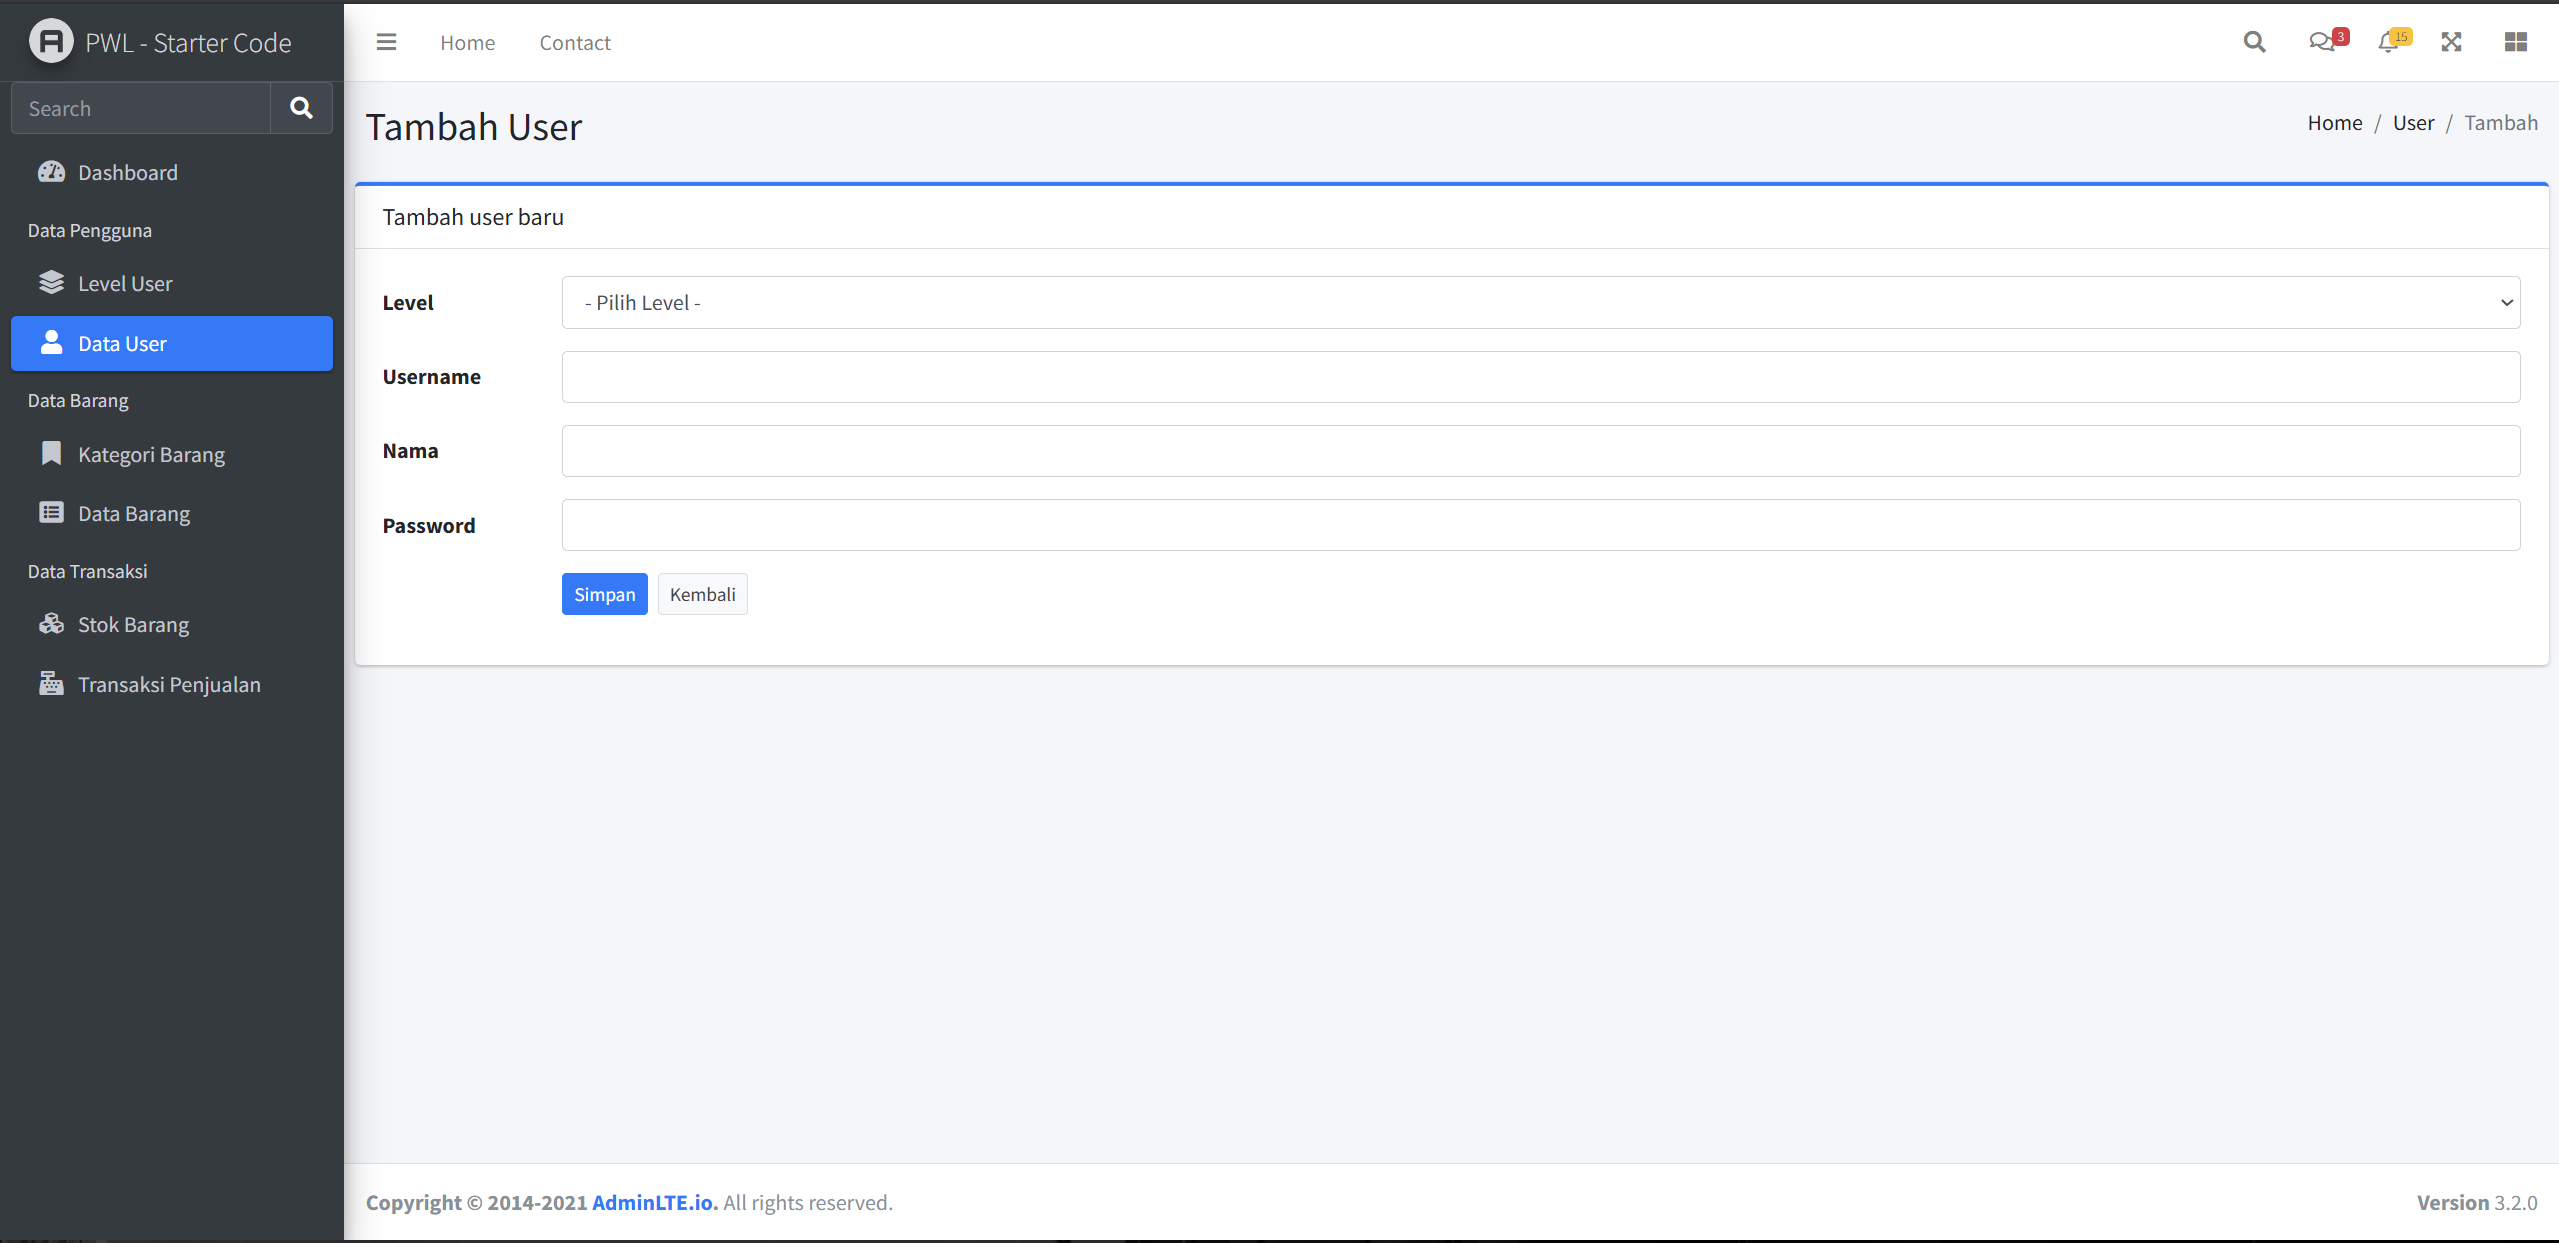 PWL - Starter Code
Home
Contact
3
15
Search
Dashboard
Data Pengguna
Level User
Data User
Data Barang
Kategori Barang
Data Barang
Data Transaksi
Stok Barang
Transaksi Penjualan
Tambah User
Home / User / Tambah
Tambah user baru
Level
- Pilih Level -
Username
Nama
Password
Simpan
Kembali
Copyright © 2014-2021 AdminLTE.io. All rights reserved.
Version 3.2.0